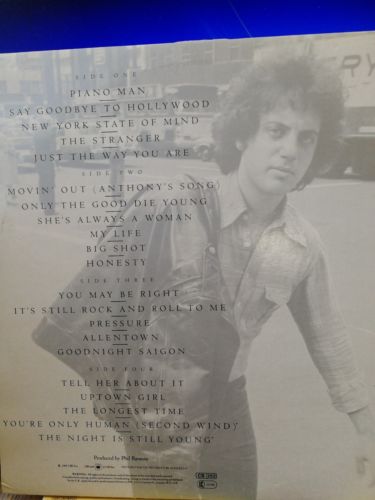 SIDE ONE
PIANO MAN
SAY GOODBYE TO HOLLYWOOD
NEW YORK STATE OF MIND
THE STRANGER
JUST THE WAY YOU ARE
SIDE TWO
MOVIN' OUT (ANTHONY'S SONG)
ONLY THE GOOD DIE YOUNG
SHE'S ALWAYS A WOMAN
MY LIFE
BIG SHOT
HONESTY
SIDE THREE
YOU MAY BE RIGHT
IT'S STILL ROCK AND ROLL TO ME
PRESSURE
ALLENTOWN
GOODNIGHT SAIGON
SIDE FOUR
TELL HER ABOUT IT
UPTOWN GIRL
THE LONGEST TIME
YOU'RE ONLY HUMAN (SECOND WIND)*
THE NIGHT IS STILL YOUNG*
Produced by Phil Ramone